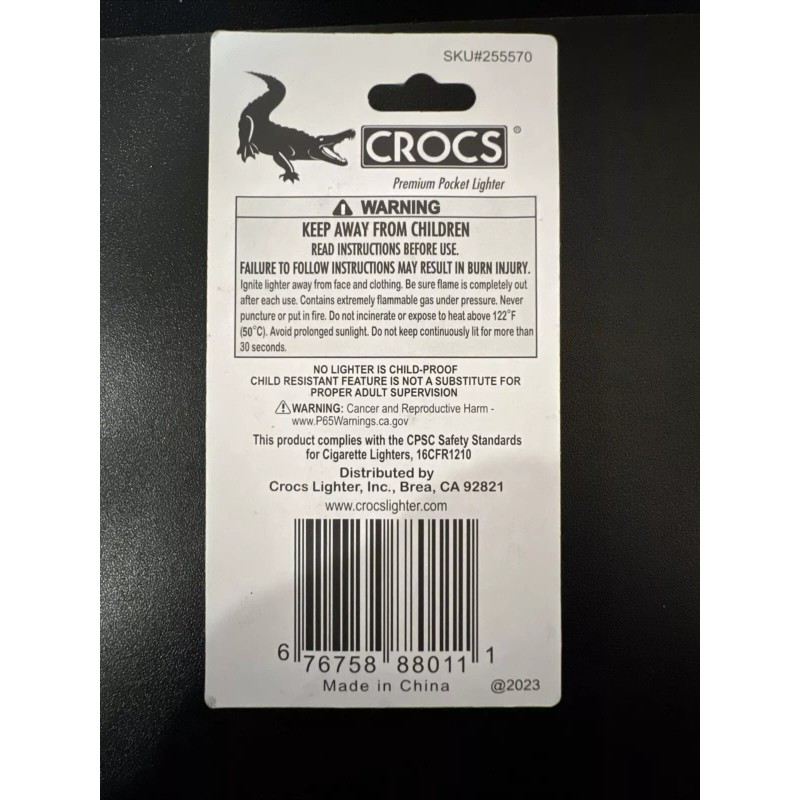 SKU#255570
CROCS®
Premium Pocket Lighter
⚠ WARNING
KEEP AWAY FROM CHILDREN
READ INSTRUCTIONS BEFORE USE.
FAILURE TO FOLLOW INSTRUCTIONS MAY RESULT IN BURN INJURY.
Ignite lighter away from face and clothing. Be sure flame is completely out
after each use. Contains extremely flammable gas under pressure. Never
puncture or put in fire. Do not incinerate or expose to heat above 122°F
(50°C). Avoid prolonged sunlight. Do not keep continuously lit for more than
30 seconds.
NO LIGHTER IS CHILD-PROOF
CHILD RESISTANT FEATURE IS NOT A SUBSTITUTE FOR
PROPER ADULT SUPERVISION
⚠WARNING: Cancer and Reproductive Harm -
www.P65Warnings.ca.gov
This product complies with the CPSC Safety Standards
for Cigarette Lighters, 16CFR1210
Distributed by
Crocs Lighter, Inc., Brea, CA 92821
www.crocslighter.com
6 76758 88011 1
Made in China @2023